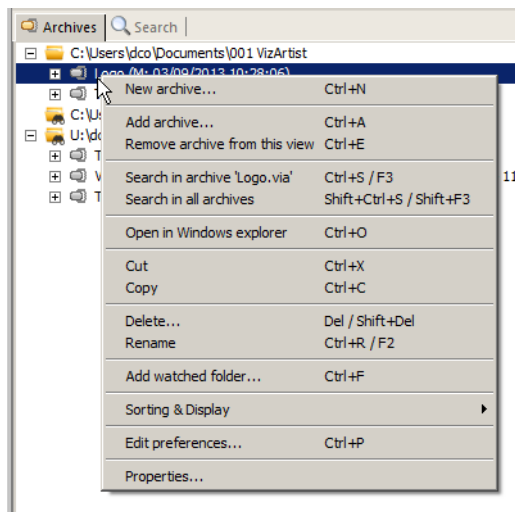 Archives Search
C:\Users\dco\Documents\001 VizArtist
Logo (M: 03/09/2013 10:28:06)
New archive... Ctrl+N
C:\U
Add archive... Ctrl+A
U:\d
Remove archive from this view Ctrl+E
T
Search in archive 'Logo.via' Ctrl+S / F3
V 11
Search in all archives Shift+Ctrl+S / Shift+F3
T
Open in Windows explorer Ctrl+O
Cut Ctrl+X
Copy Ctrl+C
Delete... Del / Shift+Del
Rename Ctrl+R / F2
Add watched folder... Ctrl+F
Sorting & Display
Edit preferences... Ctrl+P
Properties...